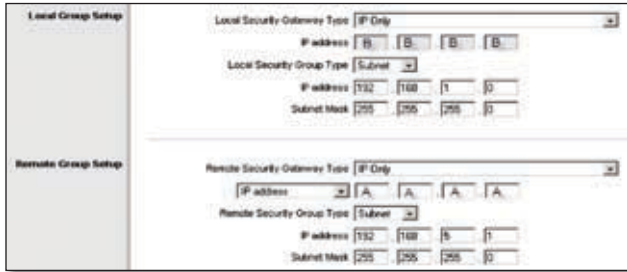 Local Group Setup
Local Security Gateway Type IP Only
IP address B. B. B. B.
Local Security Group Type Subnet
IP address 192 . 168 . 1 . 0
Subnet Mask 255 . 255 . 255 . 0
Remote Group Setup
Remote Security Gateway Type IP Only
IP address A. A. A. A.
Remote Security Group Type Subnet
IP address 192 . 168 . 5 . 1
Subnet Mask 255 . 255 . 255 . 0